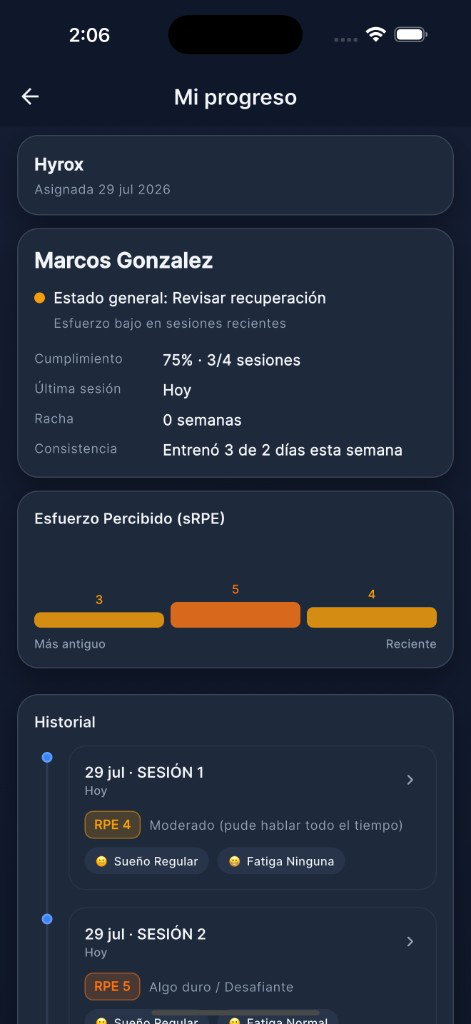 2:06
Mi progreso
Hyrox
Asignada 29 jul 2026
Marcos Gonzalez
Estado general: Revisar recuperación
Esfuerzo bajo en sesiones recientes
Cumplimiento 75% · 3/4 sesiones
Última sesión Hoy
Racha 0 semanas
Consistencia Entrenó 3 de 2 días esta semana
Esfuerzo Percibido (sRPE)
3 5 4
Más antiguo Reciente
Historial
29 jul · SESIÓN 1
Hoy
RPE 4 Moderado (pude hablar todo el tiempo)
Sueño Regular Fatiga Ninguna
29 jul · SESIÓN 2
Hoy
RPE 5 Algo duro / Desafiante
Sueño Regular Fatiga Normal